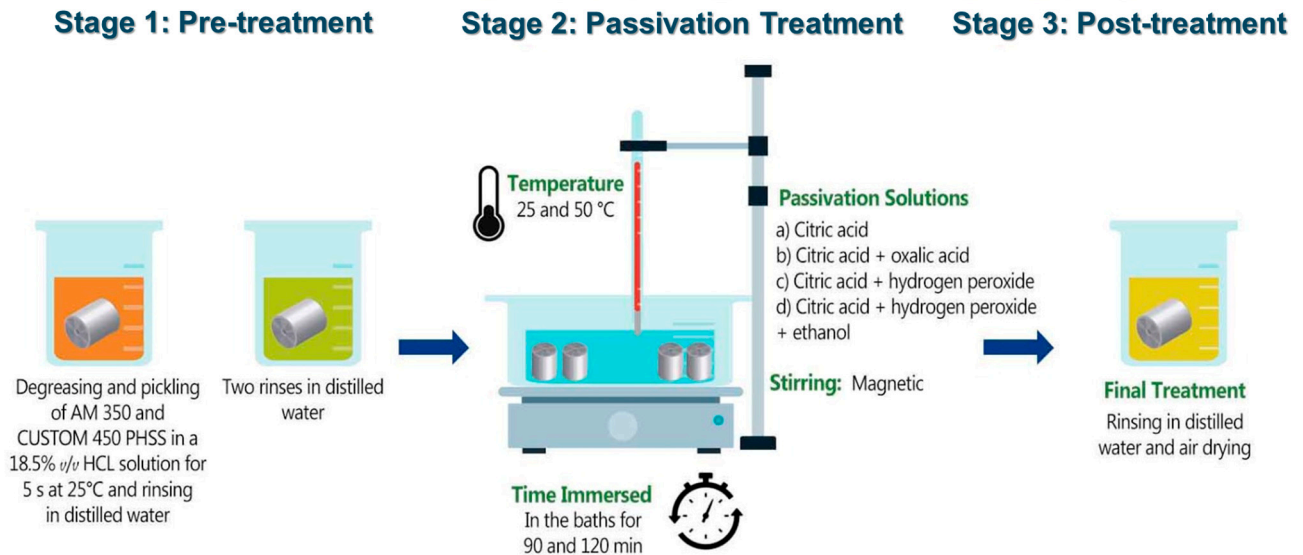 Stage 1: Pre-treatment
Stage 2: Passivation Treatment
Stage 3: Post-treatment
Degreasing and pickling
of AM 350 and
CUSTOM 450 PHSS in a
18.5% v/v HCL solution for
5 s at 25°C and rinsing
in distilled water
Two rinses in distilled
water
Temperature
25 and 50 °C
Passivation Solutions
a) Citric acid
b) Citric acid + oxalic acid
c) Citric acid + hydrogen peroxide
d) Citric acid + hydrogen peroxide
+ ethanol
Stirring: Magnetic
Time Immersed
In the baths for
90 and 120 min
Final Treatment
Rinsing in distilled
water and air drying